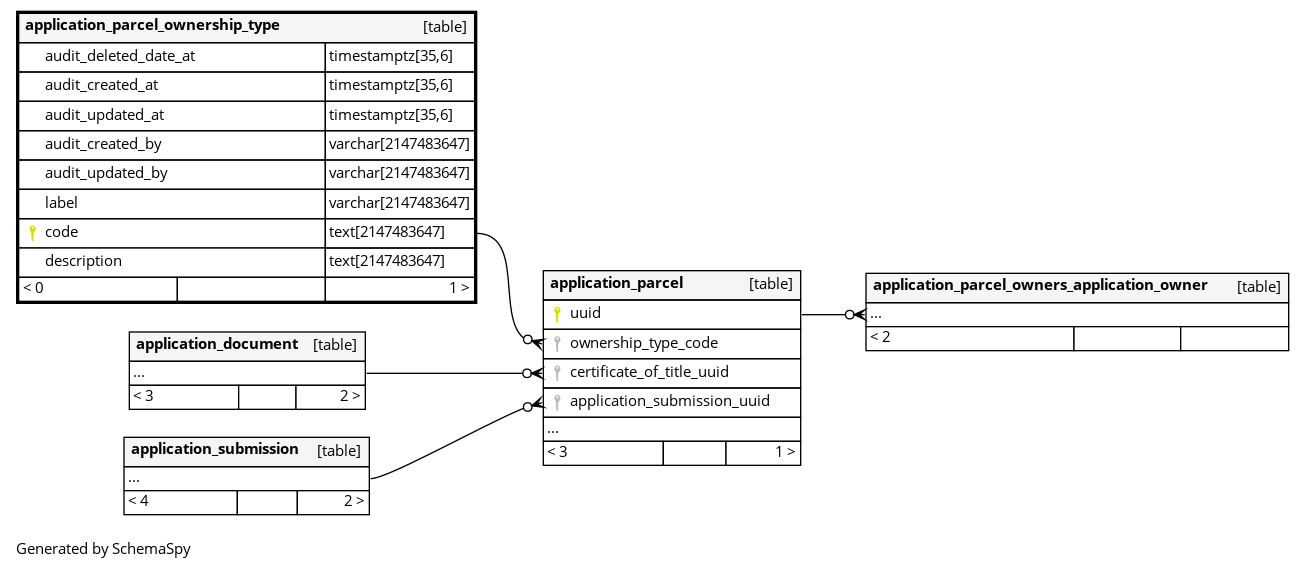 application_parcel_ownership_type [table]
audit_deleted_date_at timestamptz[35,6]
audit_created_at timestamptz[35,6]
audit_updated_at timestamptz[35,6]
audit_created_by varchar[2147483647]
audit_updated_by varchar[2147483647]
label varchar[2147483647]
code text[2147483647]
description text[2147483647]
< 0 1 >
application_document [table]
...
< 3 2 >
application_submission [table]
...
< 4 2 >
application_parcel [table]
uuid
ownership_type_code
certificate_of_title_uuid
application_submission_uuid
...
< 3 1 >
application_parcel_owners_application_owner [table]
...
< 2
Generated by SchemaSpy